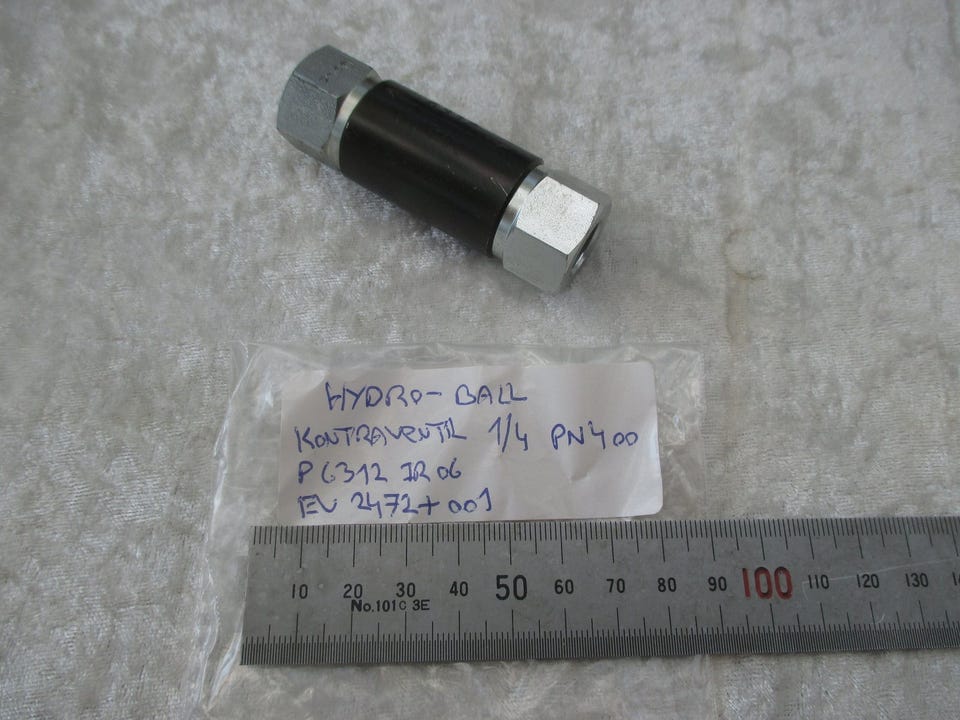 HYDRO-BALL
KONTRAVENTIL 1/4 PN400
PG312 IR06
EV 2472+001
10 20 30 40 50 60 70 80 90 100 110 120 130
No.101C 3E